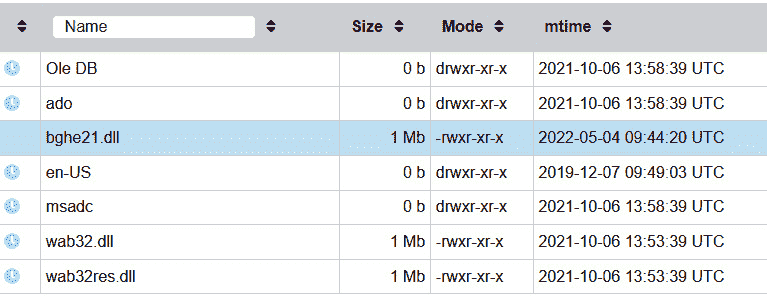 Name Size Mode mtime
Ole DB 0 b drwxr-xr-x 2021-10-06 13:58:39 UTC
ado 0 b drwxr-xr-x 2021-10-06 13:58:39 UTC
bghe21.dll 1 Mb -rwxr-xr-x 2022-05-04 09:44:20 UTC
en-US 0 b drwxr-xr-x 2019-12-07 09:49:03 UTC
msadc 0 b drwxr-xr-x 2021-10-06 13:58:39 UTC
wab32.dll 1 Mb -rwxr-xr-x 2021-10-06 13:53:39 UTC
wab32res.dll 1 Mb -rwxr-xr-x 2021-10-06 13:53:39 UTC